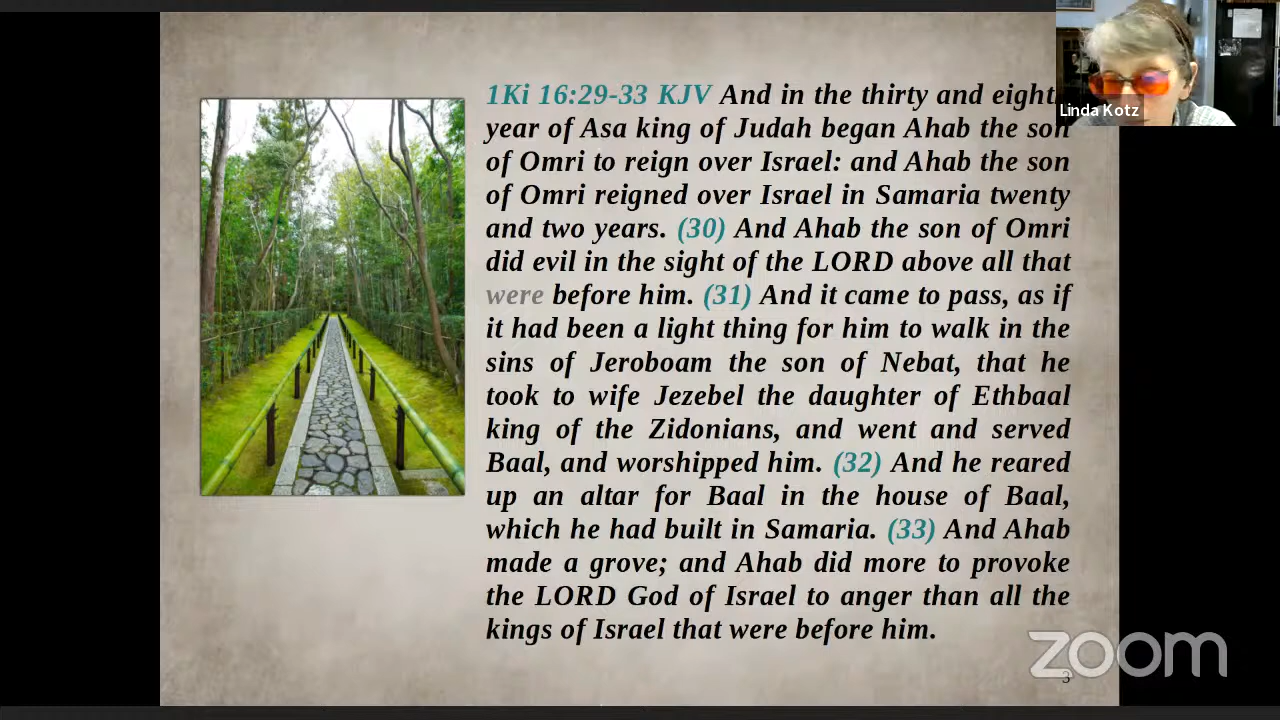 1Ki 16:29-33 KJV And in the thirty and eight
year of Asa king of Judah began Ahab the son
of Omri to reign over Israel: and Ahab the son
of Omri reigned over Israel in Samaria twenty
and two years. (30) And Ahab the son of Omri
did evil in the sight of the LORD above all that
were before him. (31) And it came to pass, as if
it had been a light thing for him to walk in the
sins of Jeroboam the son of Nebat, that he
took to wife Jezebel the daughter of Ethbaal
king of the Zidonians, and went and served
Baal, and worshipped him. (32) And he reared
up an altar for Baal in the house of Baal,
which he had built in Samaria. (33) And Ahab
made a grove; and Ahab did more to provoke
the LORD God of Israel to anger than all the
kings of Israel that were before him.
Linda Kotz
zoom
3